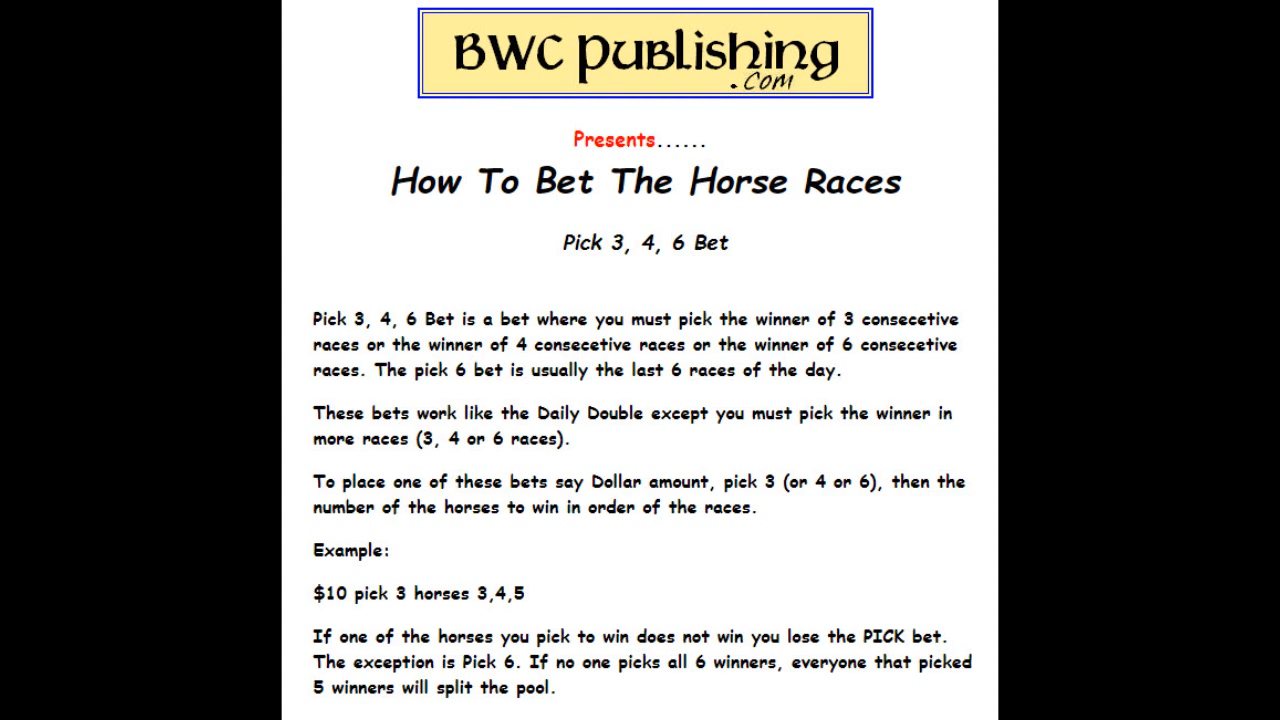 BWC Publishing
.com
Presents......
How To Bet The Horse Races
Pick 3, 4, 6 Bet
Pick 3, 4, 6 Bet is a bet where you must pick the winner of 3 consecetive
races or the winner of 4 consecetive races or the winner of 6 consecetive
races. The pick 6 bet is usually the last 6 races of the day.
These bets work like the Daily Double except you must pick the winner in
more races (3, 4 or 6 races).
To place one of these bets say Dollar amount, pick 3 (or 4 or 6), then the
number of the horses to win in order of the races.
Example:
$10 pick 3 horses 3,4,5
If one of the horses you pick to win does not win you lose the PICK bet.
The exception is Pick 6. If no one picks all 6 winners, everyone that picked
5 winners will split the pool.